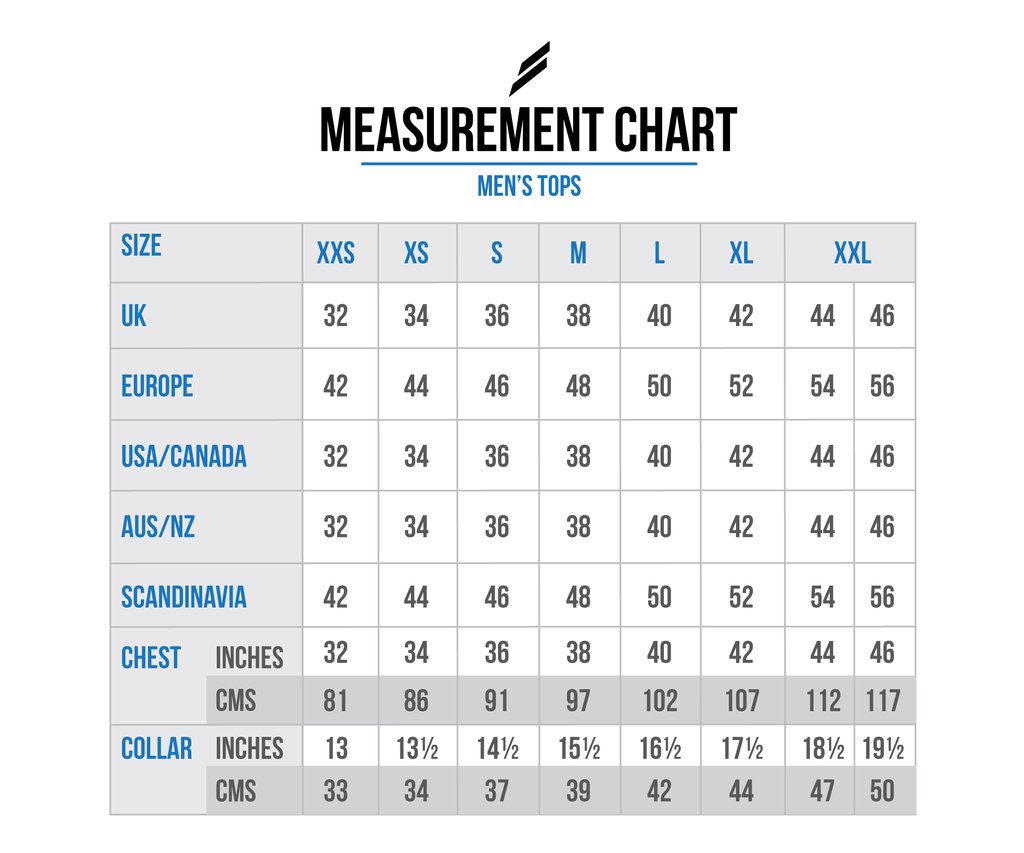 MEASUREMENT CHART
MEN'S TOPS
SIZE XXS XS S M L XL XXL
UK 32 34 36 38 40 42 44 46
EUROPE 42 44 46 48 50 52 54 56
USA/CANADA 32 34 36 38 40 42 44 46
AUS/NZ 32 34 36 38 40 42 44 46
SCANDINAVIA 42 44 46 48 50 52 54 56
CHEST INCHES 32 34 36 38 40 42 44 46
CMS 81 86 91 97 102 107 112 117
COLLAR INCHES 13 13½ 14½ 15½ 16½ 17½ 18½ 19½
CMS 33 34 37 39 42 44 47 50